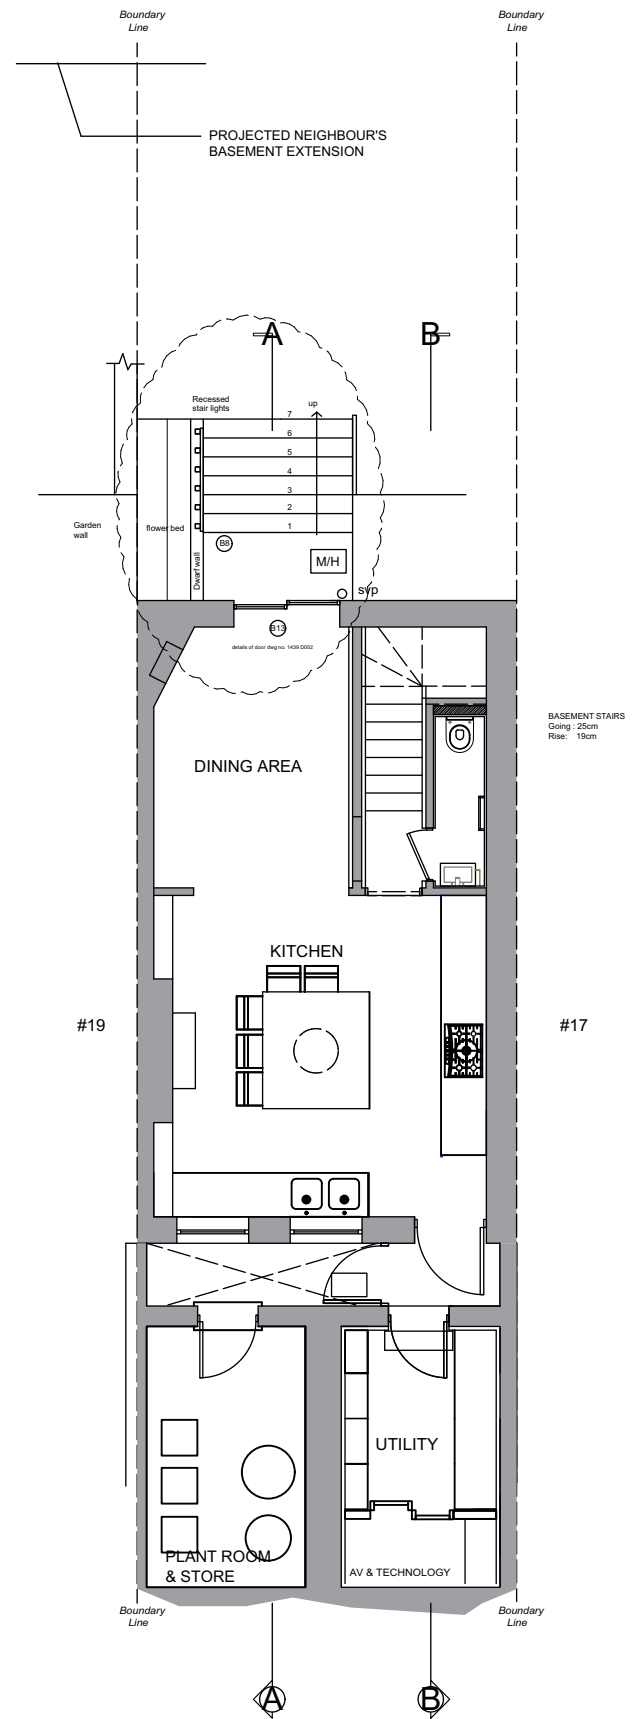 Boundary
Line
Boundary
Line
PROJECTED NEIGHBOUR'S
BASEMENT EXTENSION
A
B
Recessed
stair lights
up
7
6
5
4
3
2
1
Garden
wall
flower bed
Dwarf wall
B8
M/H
svp
B13
details of door dwg no. 1439 D002
BASEMENT STAIRS
Going : 25cm
Rise: 19cm
DINING AREA
KITCHEN
#19
#17
UTILITY
PLANT ROOM
& STORE
AV & TECHNOLOGY
Boundary
Line
Boundary
Line
A
B